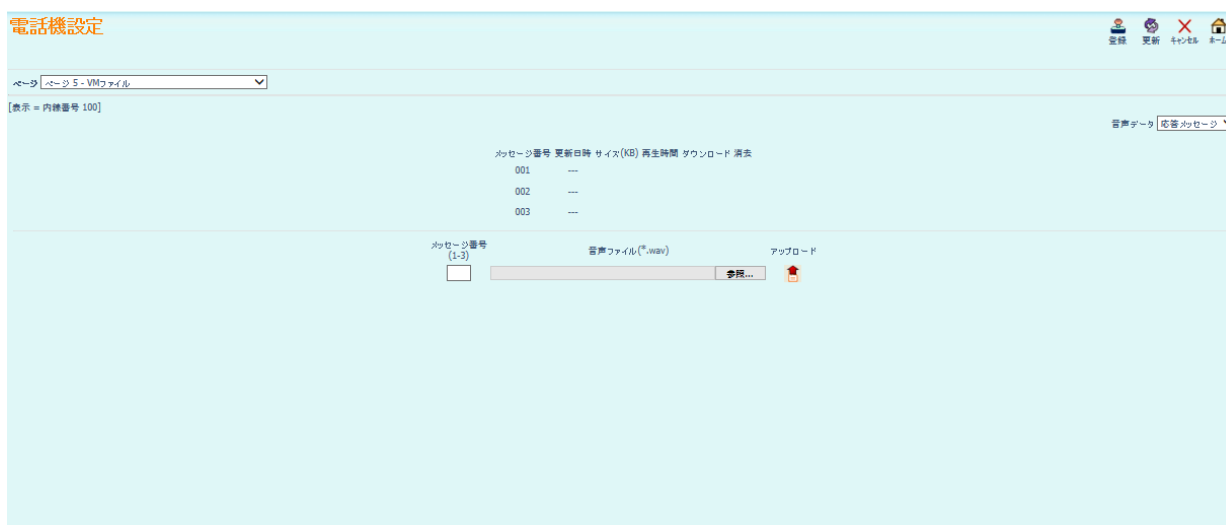 電話機設定
登録 更新 キャンセル ホーム
ページ ページ 5 - VMファイル
[表示 = 内線番号 100]
音声データ 応答メッセージ
メッセージ番号 更新日時 サイズ(KB) 再生時間 ダウンロード 消去
001 ---
002 ---
003 ---
メッセージ番号 音声ファイル(*.wav) アップロード
(1-3)
参照...